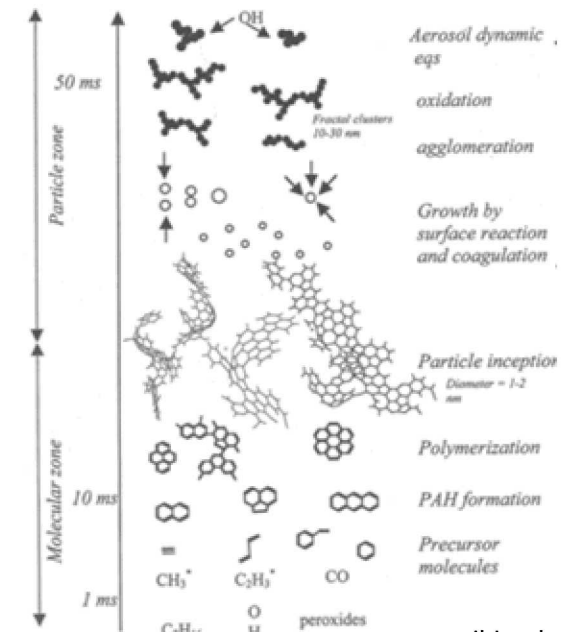 OH
Aerosol dynamic
eqs
50 ms
oxidation
Fractal clusters
10-30 nm
agglomeration
Particle zone
Growth by
surface reaction
and coagulation
Particle inception
Diameter = 1-2
nm
Molecular zone
Polymerization
10 ms
PAH formation
Precursor
molecules
CH3•
C2H3•
CO
1 ms
O
H
peroxides